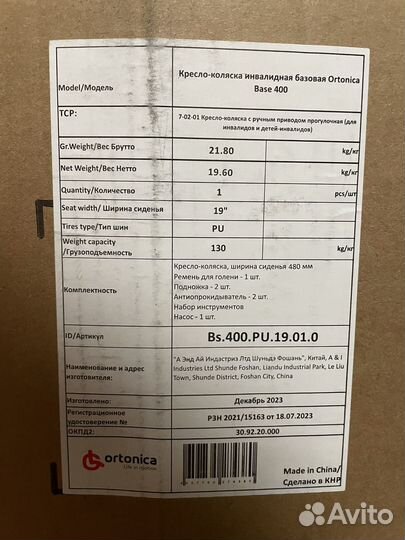 Model/Модель
Кресло-коляска инвалидная базовая Ortonica
Base 400
ТСР:
7-02-01 Кресло-коляска с ручным приводом прогулочная (для
инвалидов и детей-инвалидов)
Gr.Weight/Вес Брутто 21.80 kg/кг
Net Weight/Вес Нетто 19.60 kg/кг
Quantity/Количество 1 pcs/шт
Seat width/ Ширина сиденья 19"
Tires type/Тип шин PU
Weight capacity
/Грузоподъемность 130 kg/кг
Комплектность
Кресло-коляска, ширина сиденья 480 мм
Ремень для голени - 1 шт.
Подножка - 2 шт.
Антиопрокидыватель - 2 шт.
Набор инструментов
Насос - 1 шт.
ID/Артикул Bs.400.PU.19.01.0
Наименование и адрес
изготовителя:
"А Энд Ай Индастриз Лтд Шуньдэ Фошань", Китай, A & I
Industries Ltd Shunde Foshan, Liandu Industrial Park, Le Liu
Town, Shunde District, Foshan City, China
Изготовлено: Декабрь 2023
Регистрационное
удостоверение № РЗН 2021/15163 от 18.07.2023
ОКПД2: 30.92.20.000
ortonica
Life in motion
Made in China/
Сделано в КНР
Avito